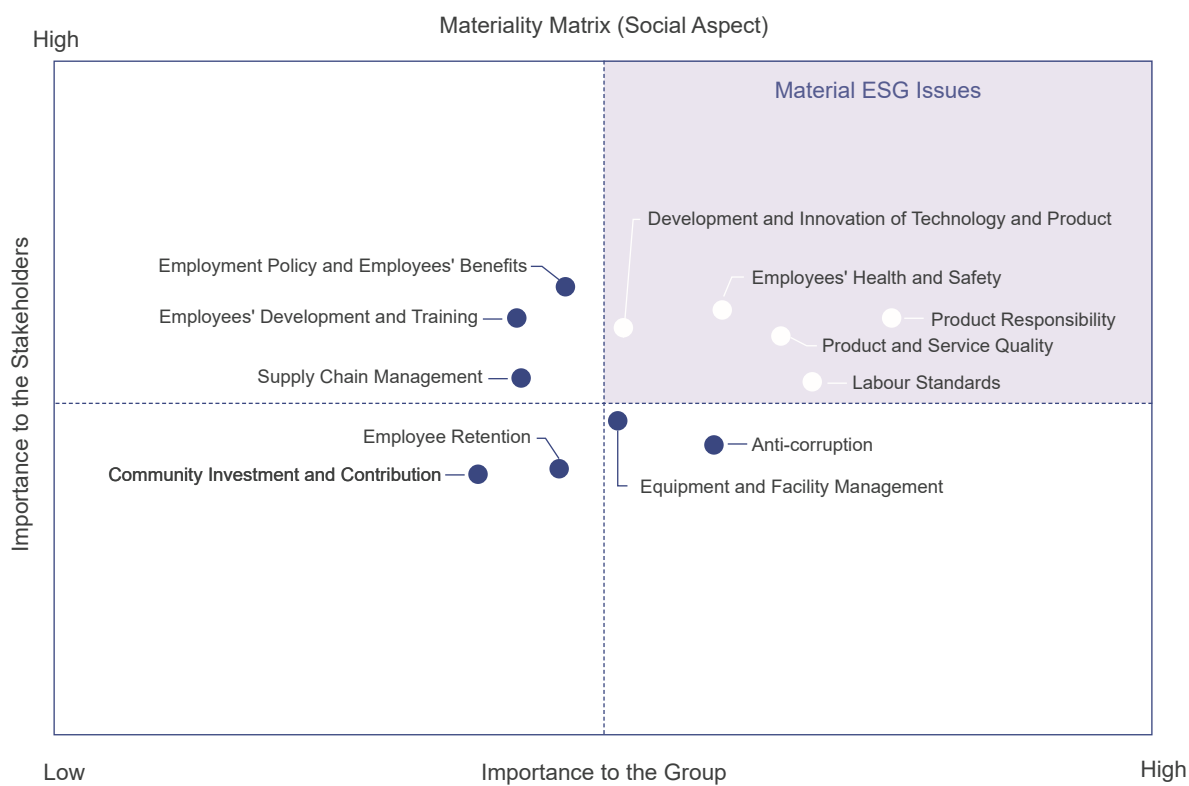 Materiality Matrix (Social Aspect)
High
Material ESG Issues
Development and Innovation of Technology and Product
Employment Policy and Employees' Benefits
Employees' Health and Safety
Employees' Development and Training
Product Responsibility
Product and Service Quality
Supply Chain Management
Labour Standards
Employee Retention
Anti-corruption
Community Investment and Contribution
Equipment and Facility Management
Importance to the Stakeholders
Low
Importance to the Group
High